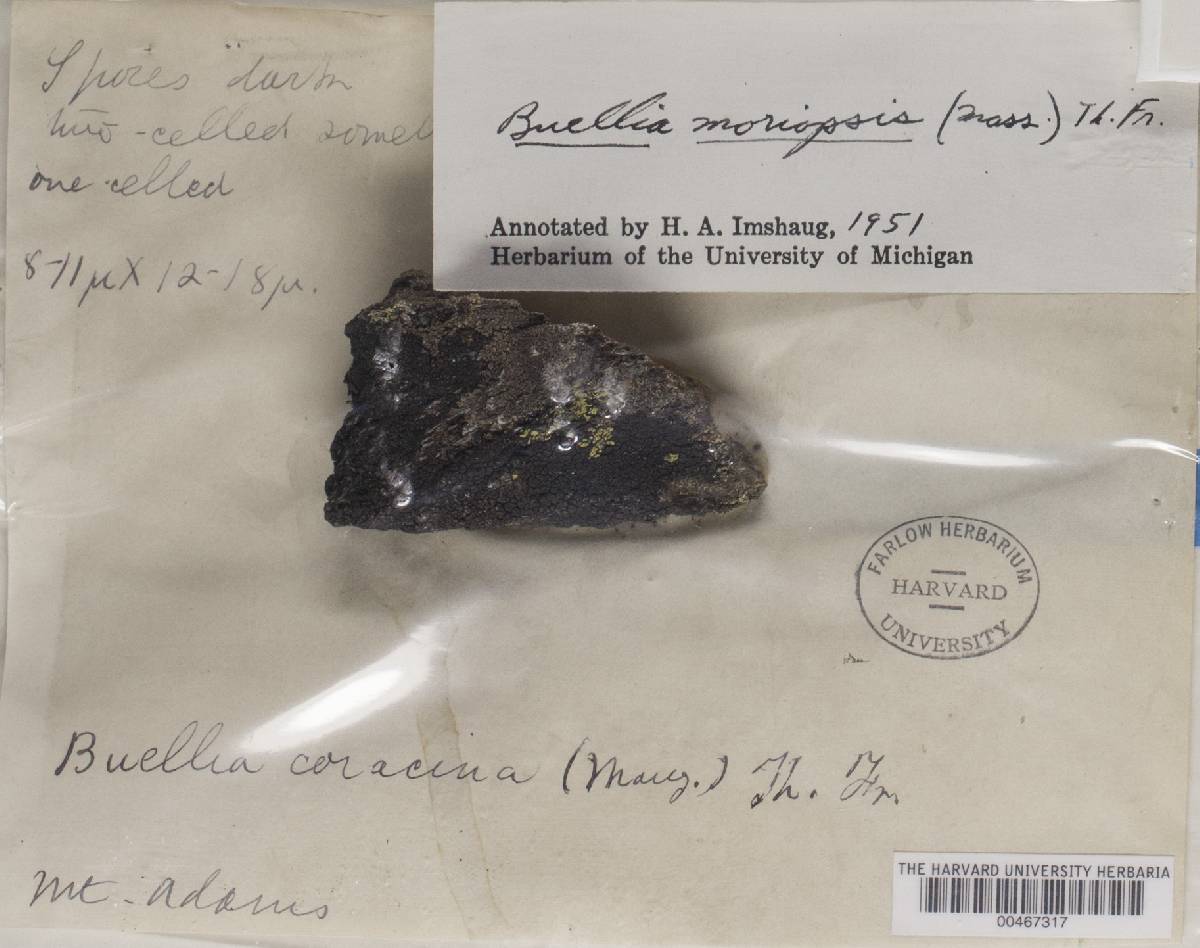 Spores dark
two-celled somet
one celled
8-11µ X 12-18µ.
Buellia moriopsis (Mass.) Th. Fr.
Annotated by H. A. Imshaug, 1951
Herbarium of the University of Michigan
FARLOW HERBARIUM
HARVARD
UNIVERSITY
Buellia coracina (Moug.) Th. Fr.
Mt. Adams
THE HARVARD UNIVERSITY HERBARIA
00467317